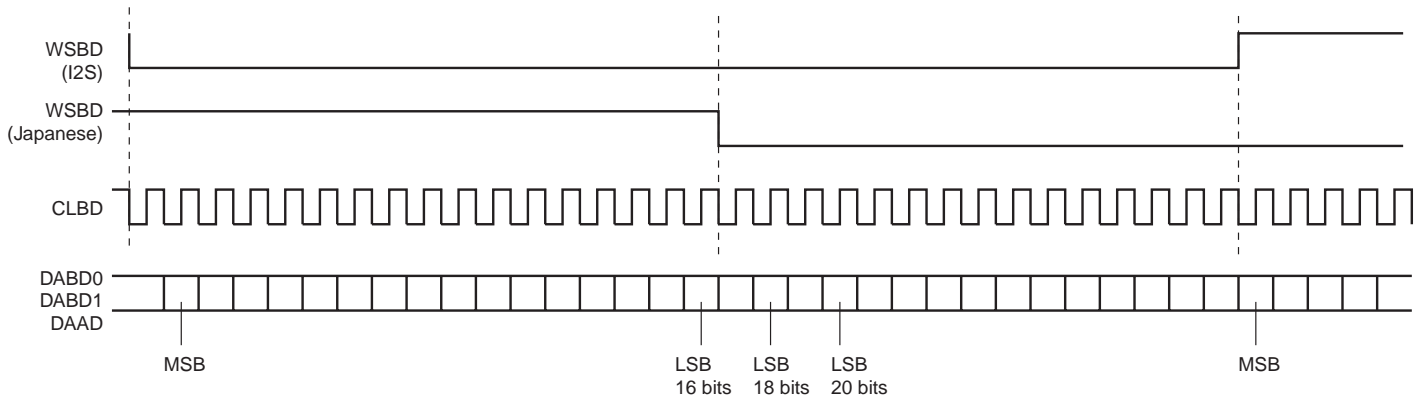 WSBD
(I2S)
WSBD
(Japanese)
CLBD
DABD0
DABD1
DAAD
MSB
LSB
16 bits
LSB
18 bits
LSB
20 bits
MSB